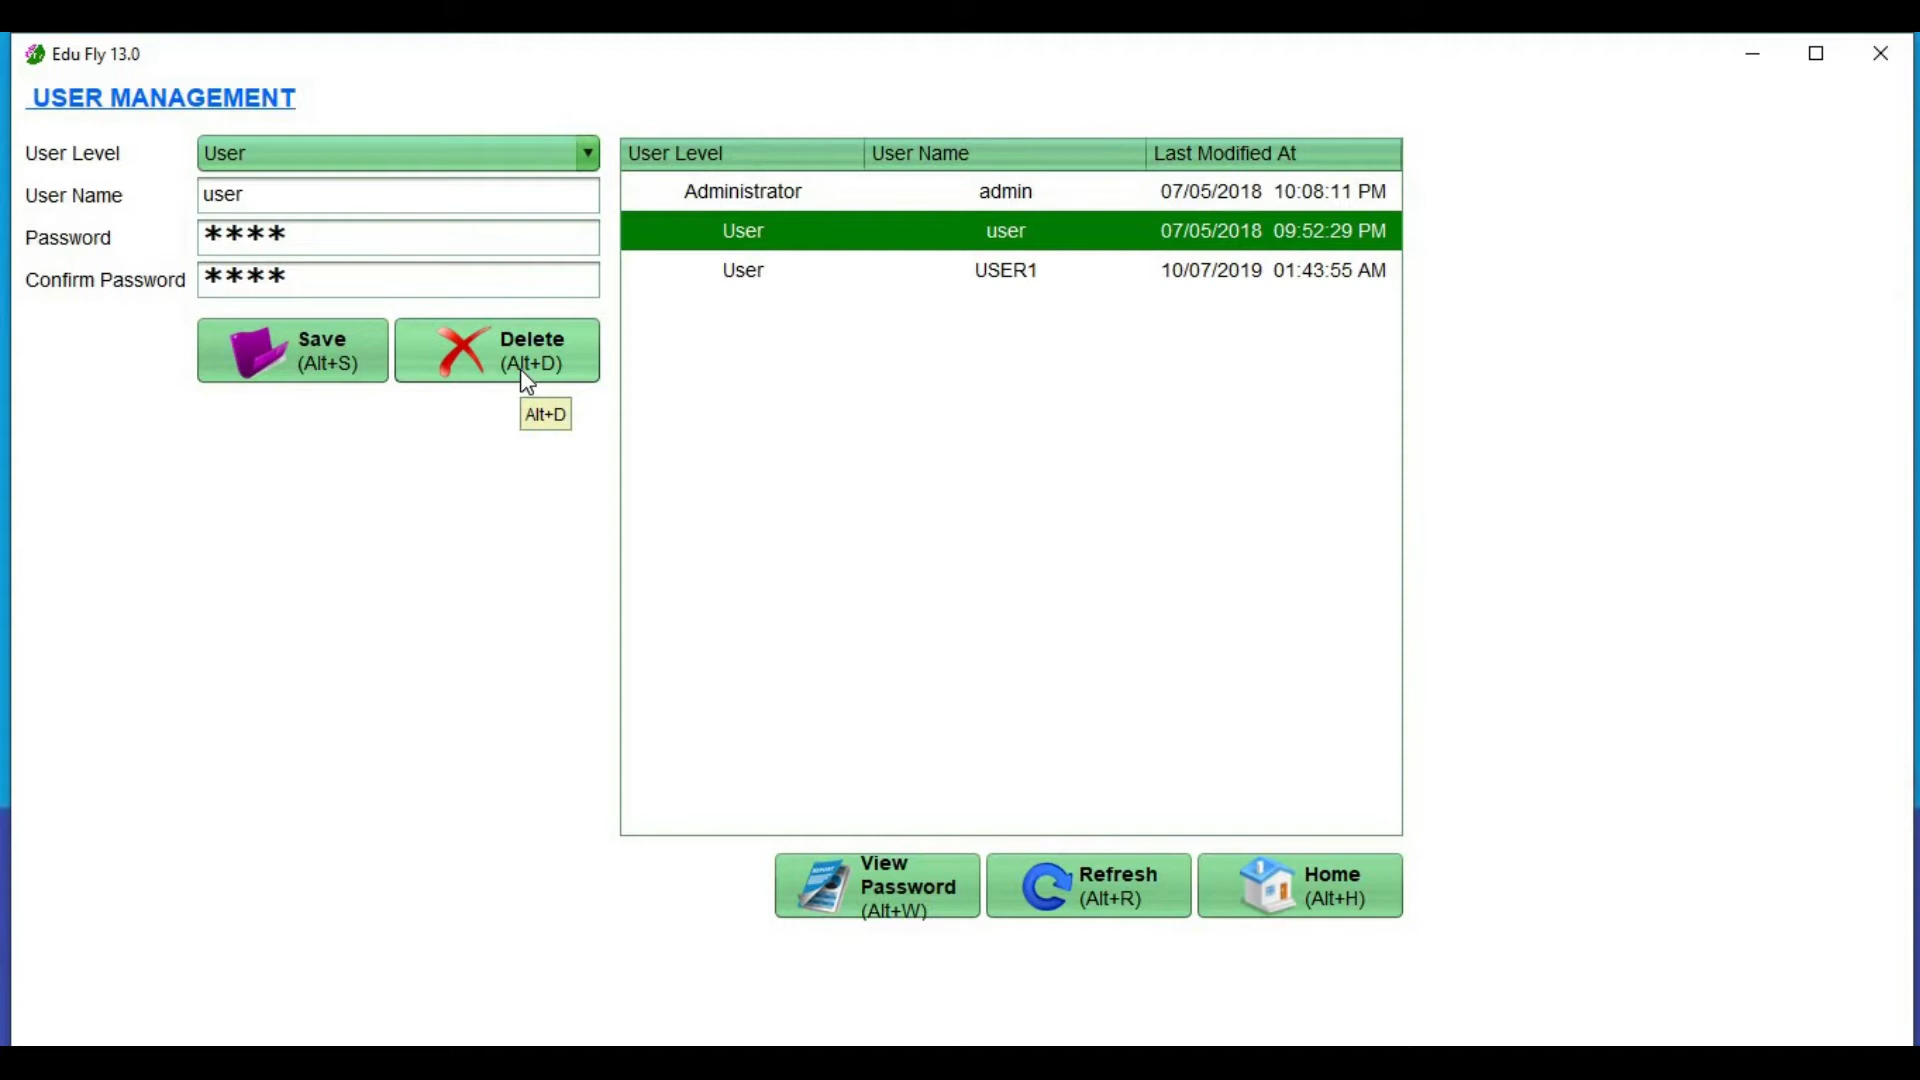 Edu Fly 13.0
USER MANAGEMENT
User Level
User
User Name
user
Password
****
Confirm Password
****
Save
(Alt+S)
Delete
(Alt+D)
Alt+D
User Level User Name Last Modified At
Administrator admin 07/05/2018 10:08:11 PM
User user 07/05/2018 09:52:29 PM
User USER1 10/07/2019 01:43:55 AM
View
Password
(Alt+W)
Refresh
(Alt+R)
Home
(Alt+H)